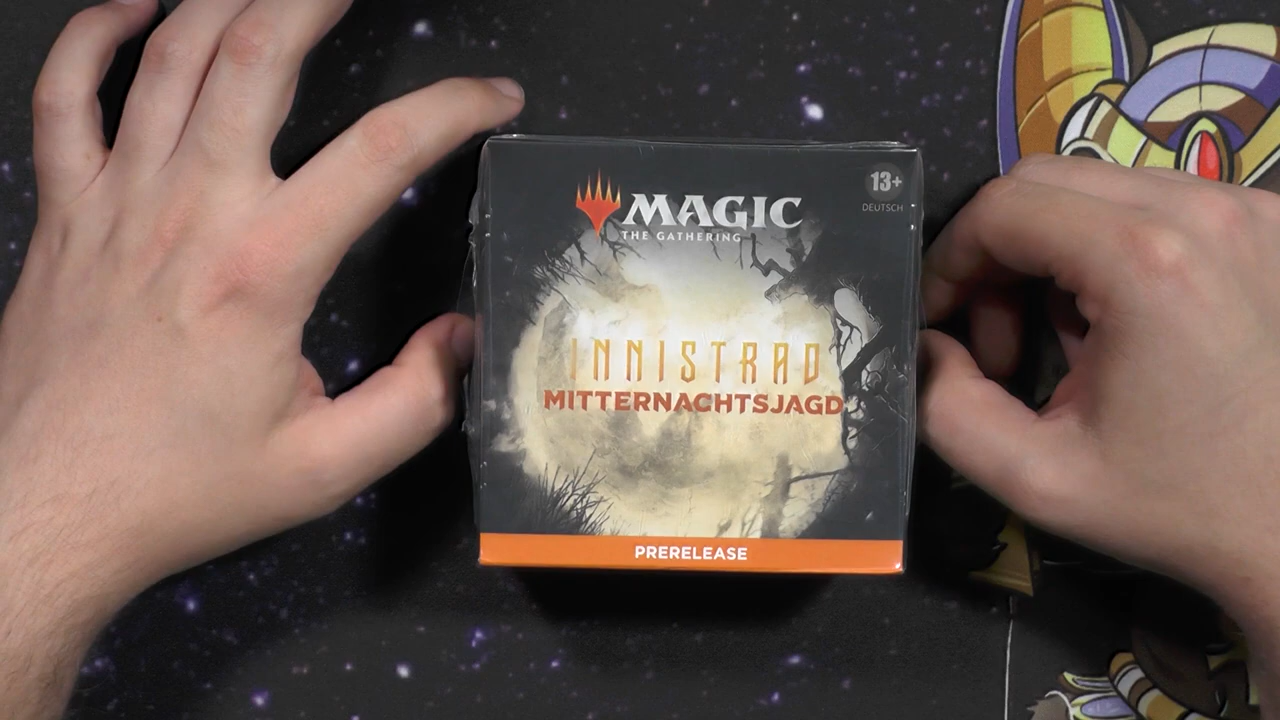 13+
DEUTSCH
MAGIC
THE GATHERING
INNISTRAD
MITTERNACHTSJAGD
PRERELEASE